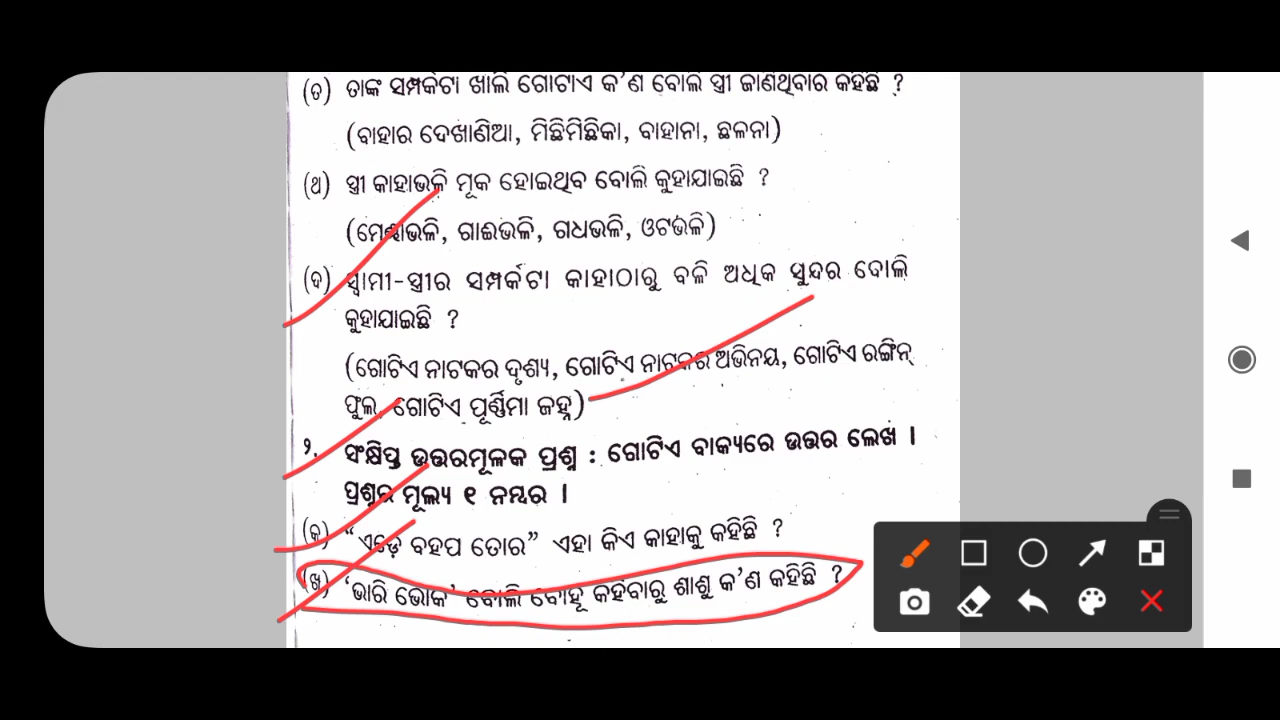 (ତ) ତାଙ୍କ ସମ୍ପର୍କଟା ଖାଲି ଗୋଟାଏ କ'ଣ ବୋଲି ସ୍ତ୍ରୀ ଜାଣିଥିବାର କହିଛି ?
(ବାହାର ଦେଖାଣିଆ, ମିଛିମିଛିକା, ବାହାନା, ଛଳନା)
(ଥ) ସ୍ତ୍ରୀ କାହାଭଳି ମୂକ ହୋଇଥିବ ବୋଲି କୁହାଯାଇଛି ?
(ମେଣ୍ଢାଭଳି, ଗାଈଭଳି, ଗଧଭଳି, ଓଟଭଳି)
(ଦ) ସ୍ୱାମୀ-ସ୍ତ୍ରୀର ସମ୍ପର୍କଟା କାହାଠାରୁ ବଳି ଅଧିକ ସୁନ୍ଦର ବୋଲି
କୁହାଯାଇଛି ?
(ଗୋଟିଏ ନାଟକର ଦୃଶ୍ୟ, ଗୋଟିଏ ନାଟକର ଅଭିନୟ, ଗୋଟିଏ ରଙ୍ଗିନ୍
ଫୁଲ, ଗୋଟିଏ ପୂର୍ଣ୍ଣିମା ଜହ୍ନ)
୨. ସଂକ୍ଷିପ୍ତ ଉତ୍ତରମୂଳକ ପ୍ରଶ୍ନ : ଗୋଟିଏ ବାକ୍ୟରେ ଉତ୍ତର ଲେଖ ।
ପ୍ରଶ୍ନର ମୂଲ୍ୟ ୧ ନମ୍ବର ।
(କ) "ଏଡ଼େ ବହପ ତୋର" ଏହା କିଏ କାହାକୁ କହିଛି ?
(ଖ) 'ଭାରି ଭୋକ' ବୋଲି ବୋହୂ କହିବାରୁ ଶାଶୁ କ'ଣ କହିଛି ?